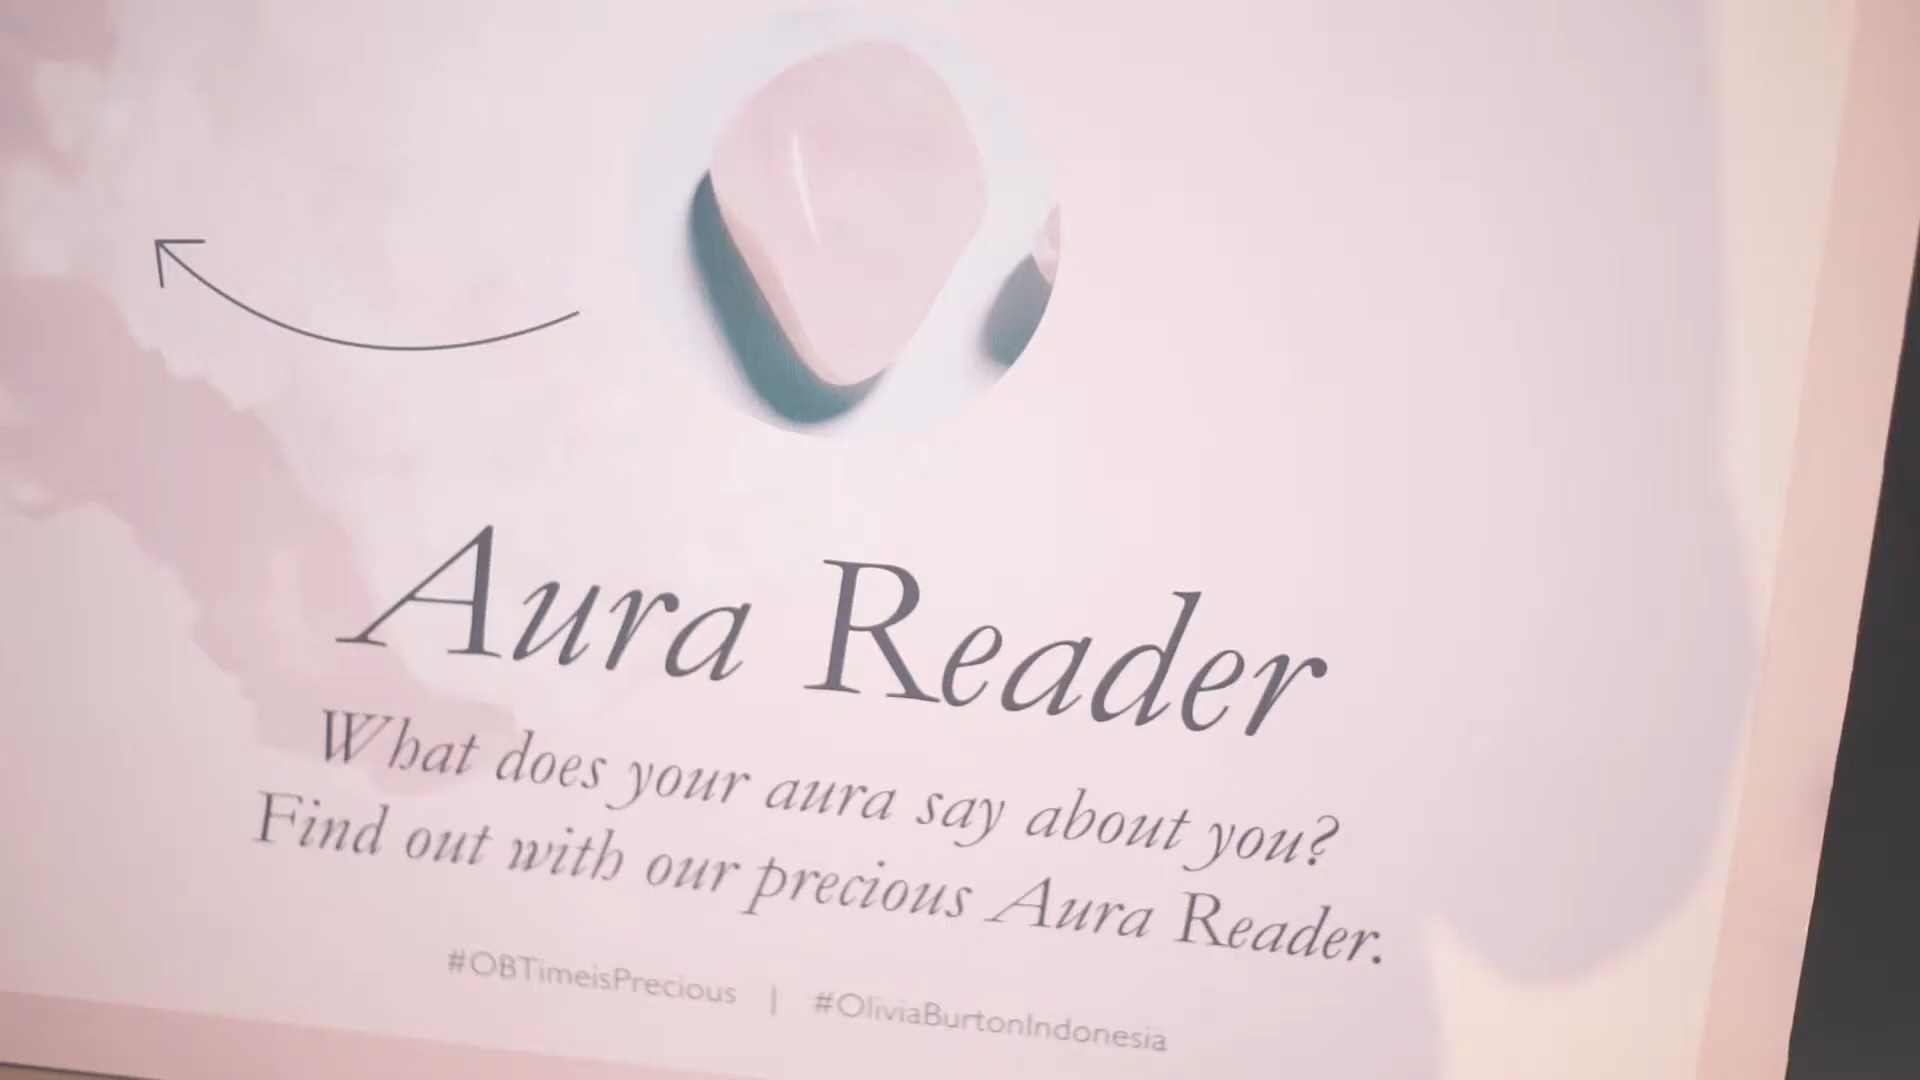 Aura Reader
What does your aura say about you?
Find out with our precious Aura Reader.
#OBTimeisPrecious | #OliviaBurtonIndonesia